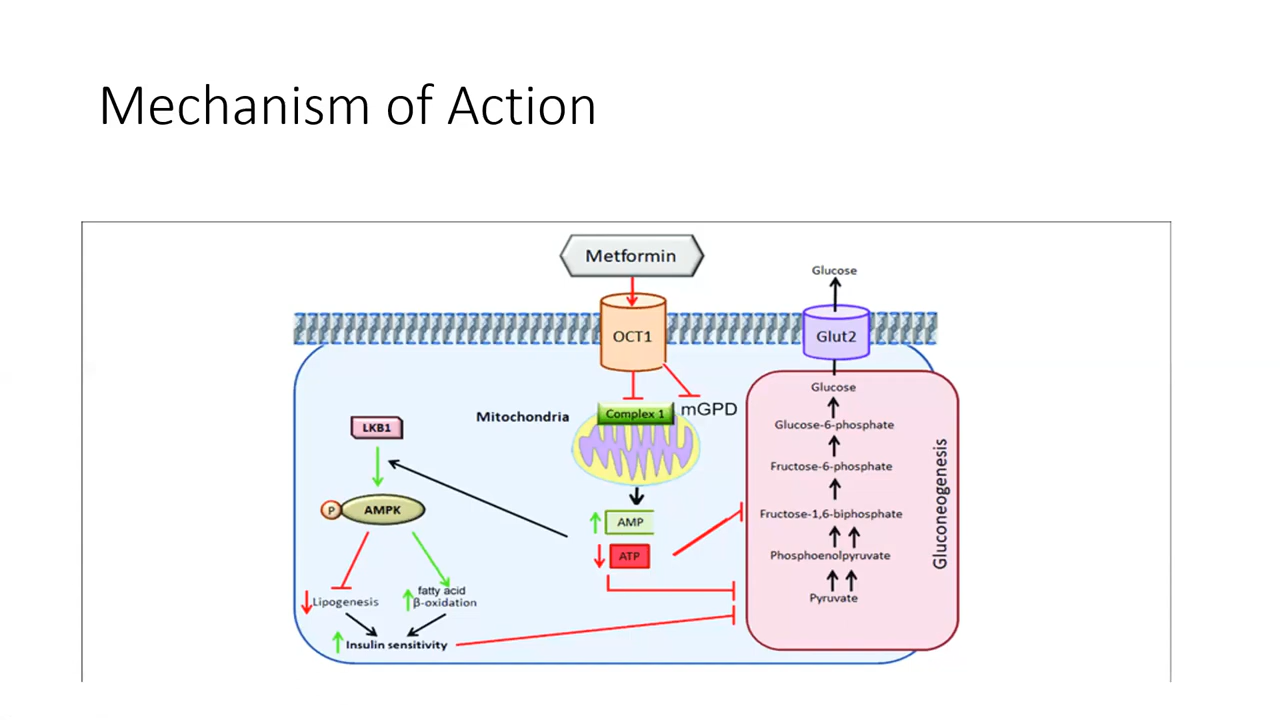 Mechanism of Action
Metformin
Glucose
OCT1
Glut2
Glucose
Mitochondria
Complex 1
mGPD
LKB1
Glucose-6-phosphate
Fructose-6-phosphate
P
AMPK
AMP
Fructose-1,6-biphosphate
ATP
Phosphoenolpyruvate
Pyruvate
Gluconeogenesis
Lipogenesis
fatty acid
β-oxidation
Insulin sensitivity